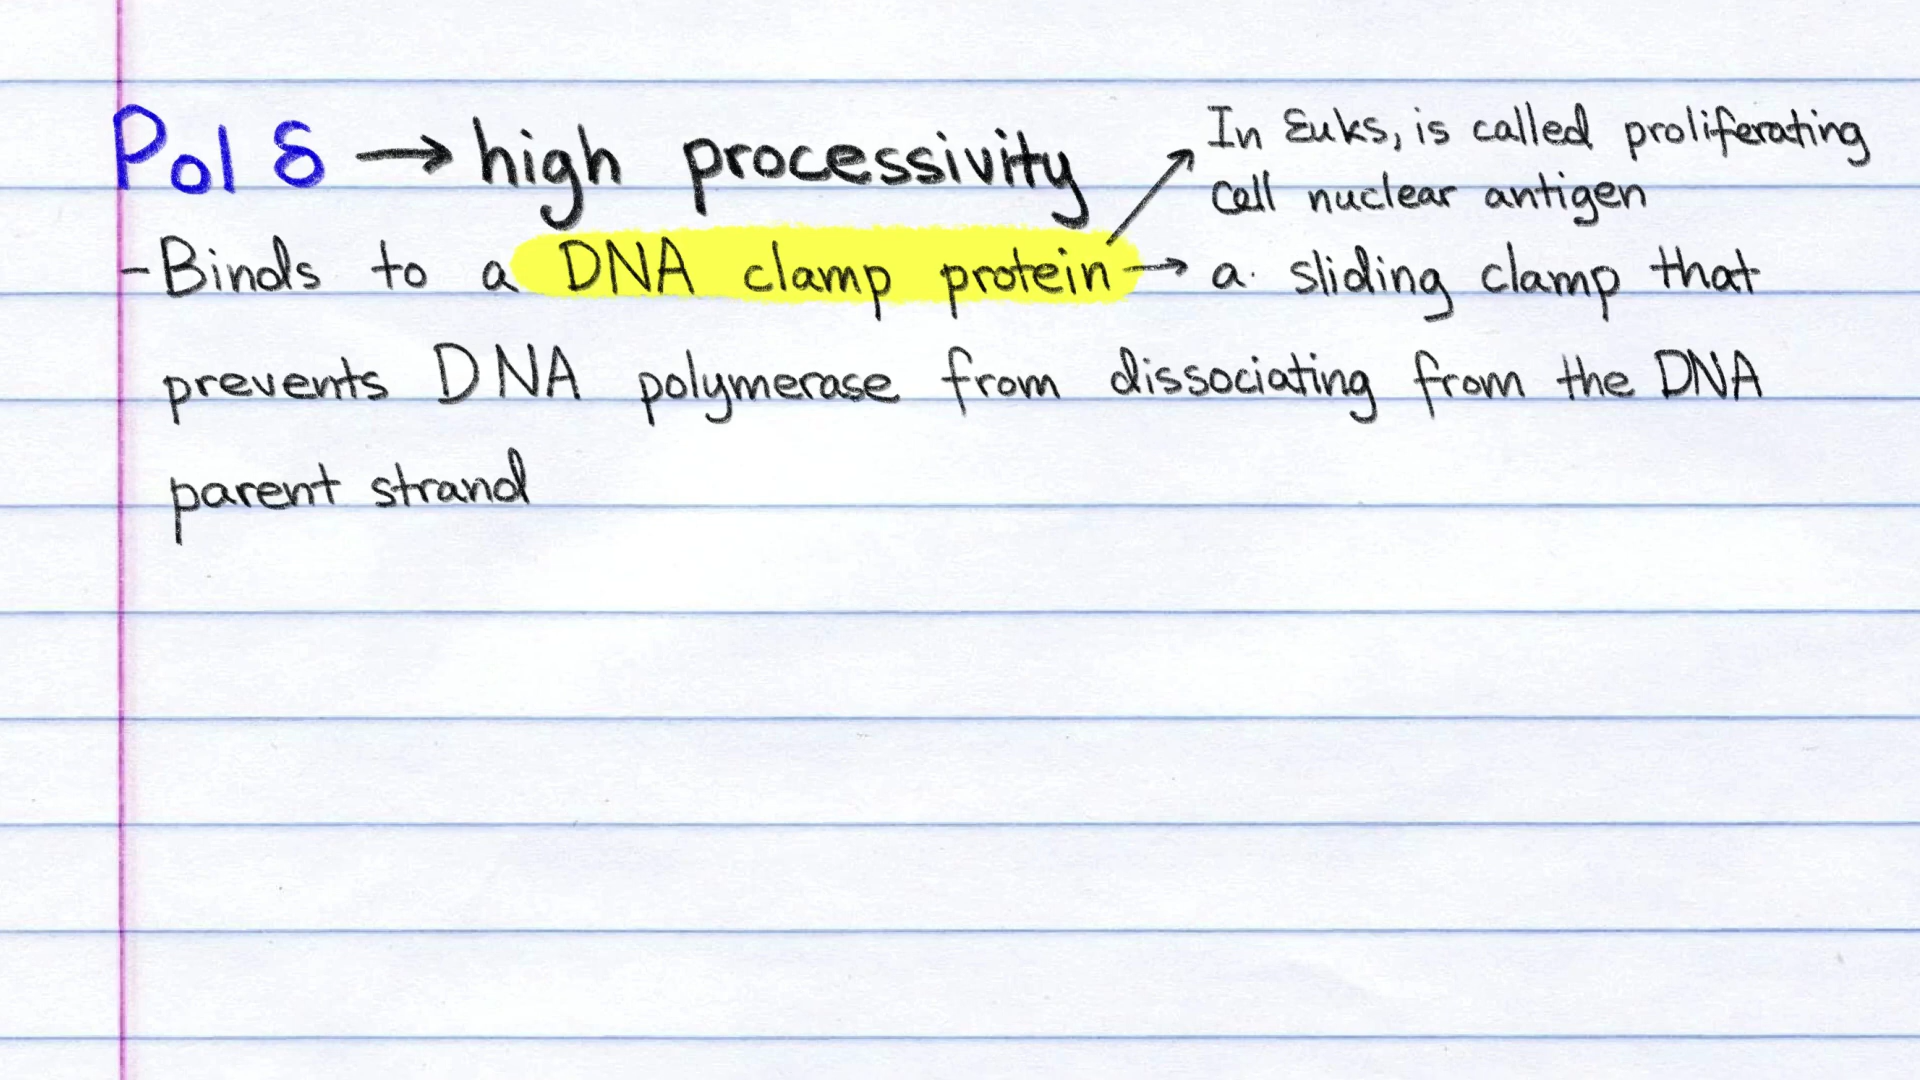 Pol δ → high processivity
In Euks, is called proliferating
cell nuclear antigen
- Binds to a DNA clamp protein → a sliding clamp that
prevents DNA polymerase from dissociating from the DNA
parent strand